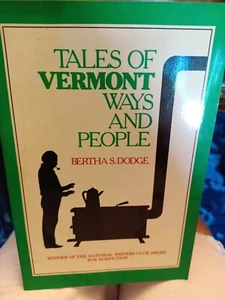 TALES OF
VERMONT
WAYS
AND
PEOPLE
BERTHA S. DODGE
WINNER OF THE NATIONAL WRITERS CLUB AWARD
FOR NONFICTION